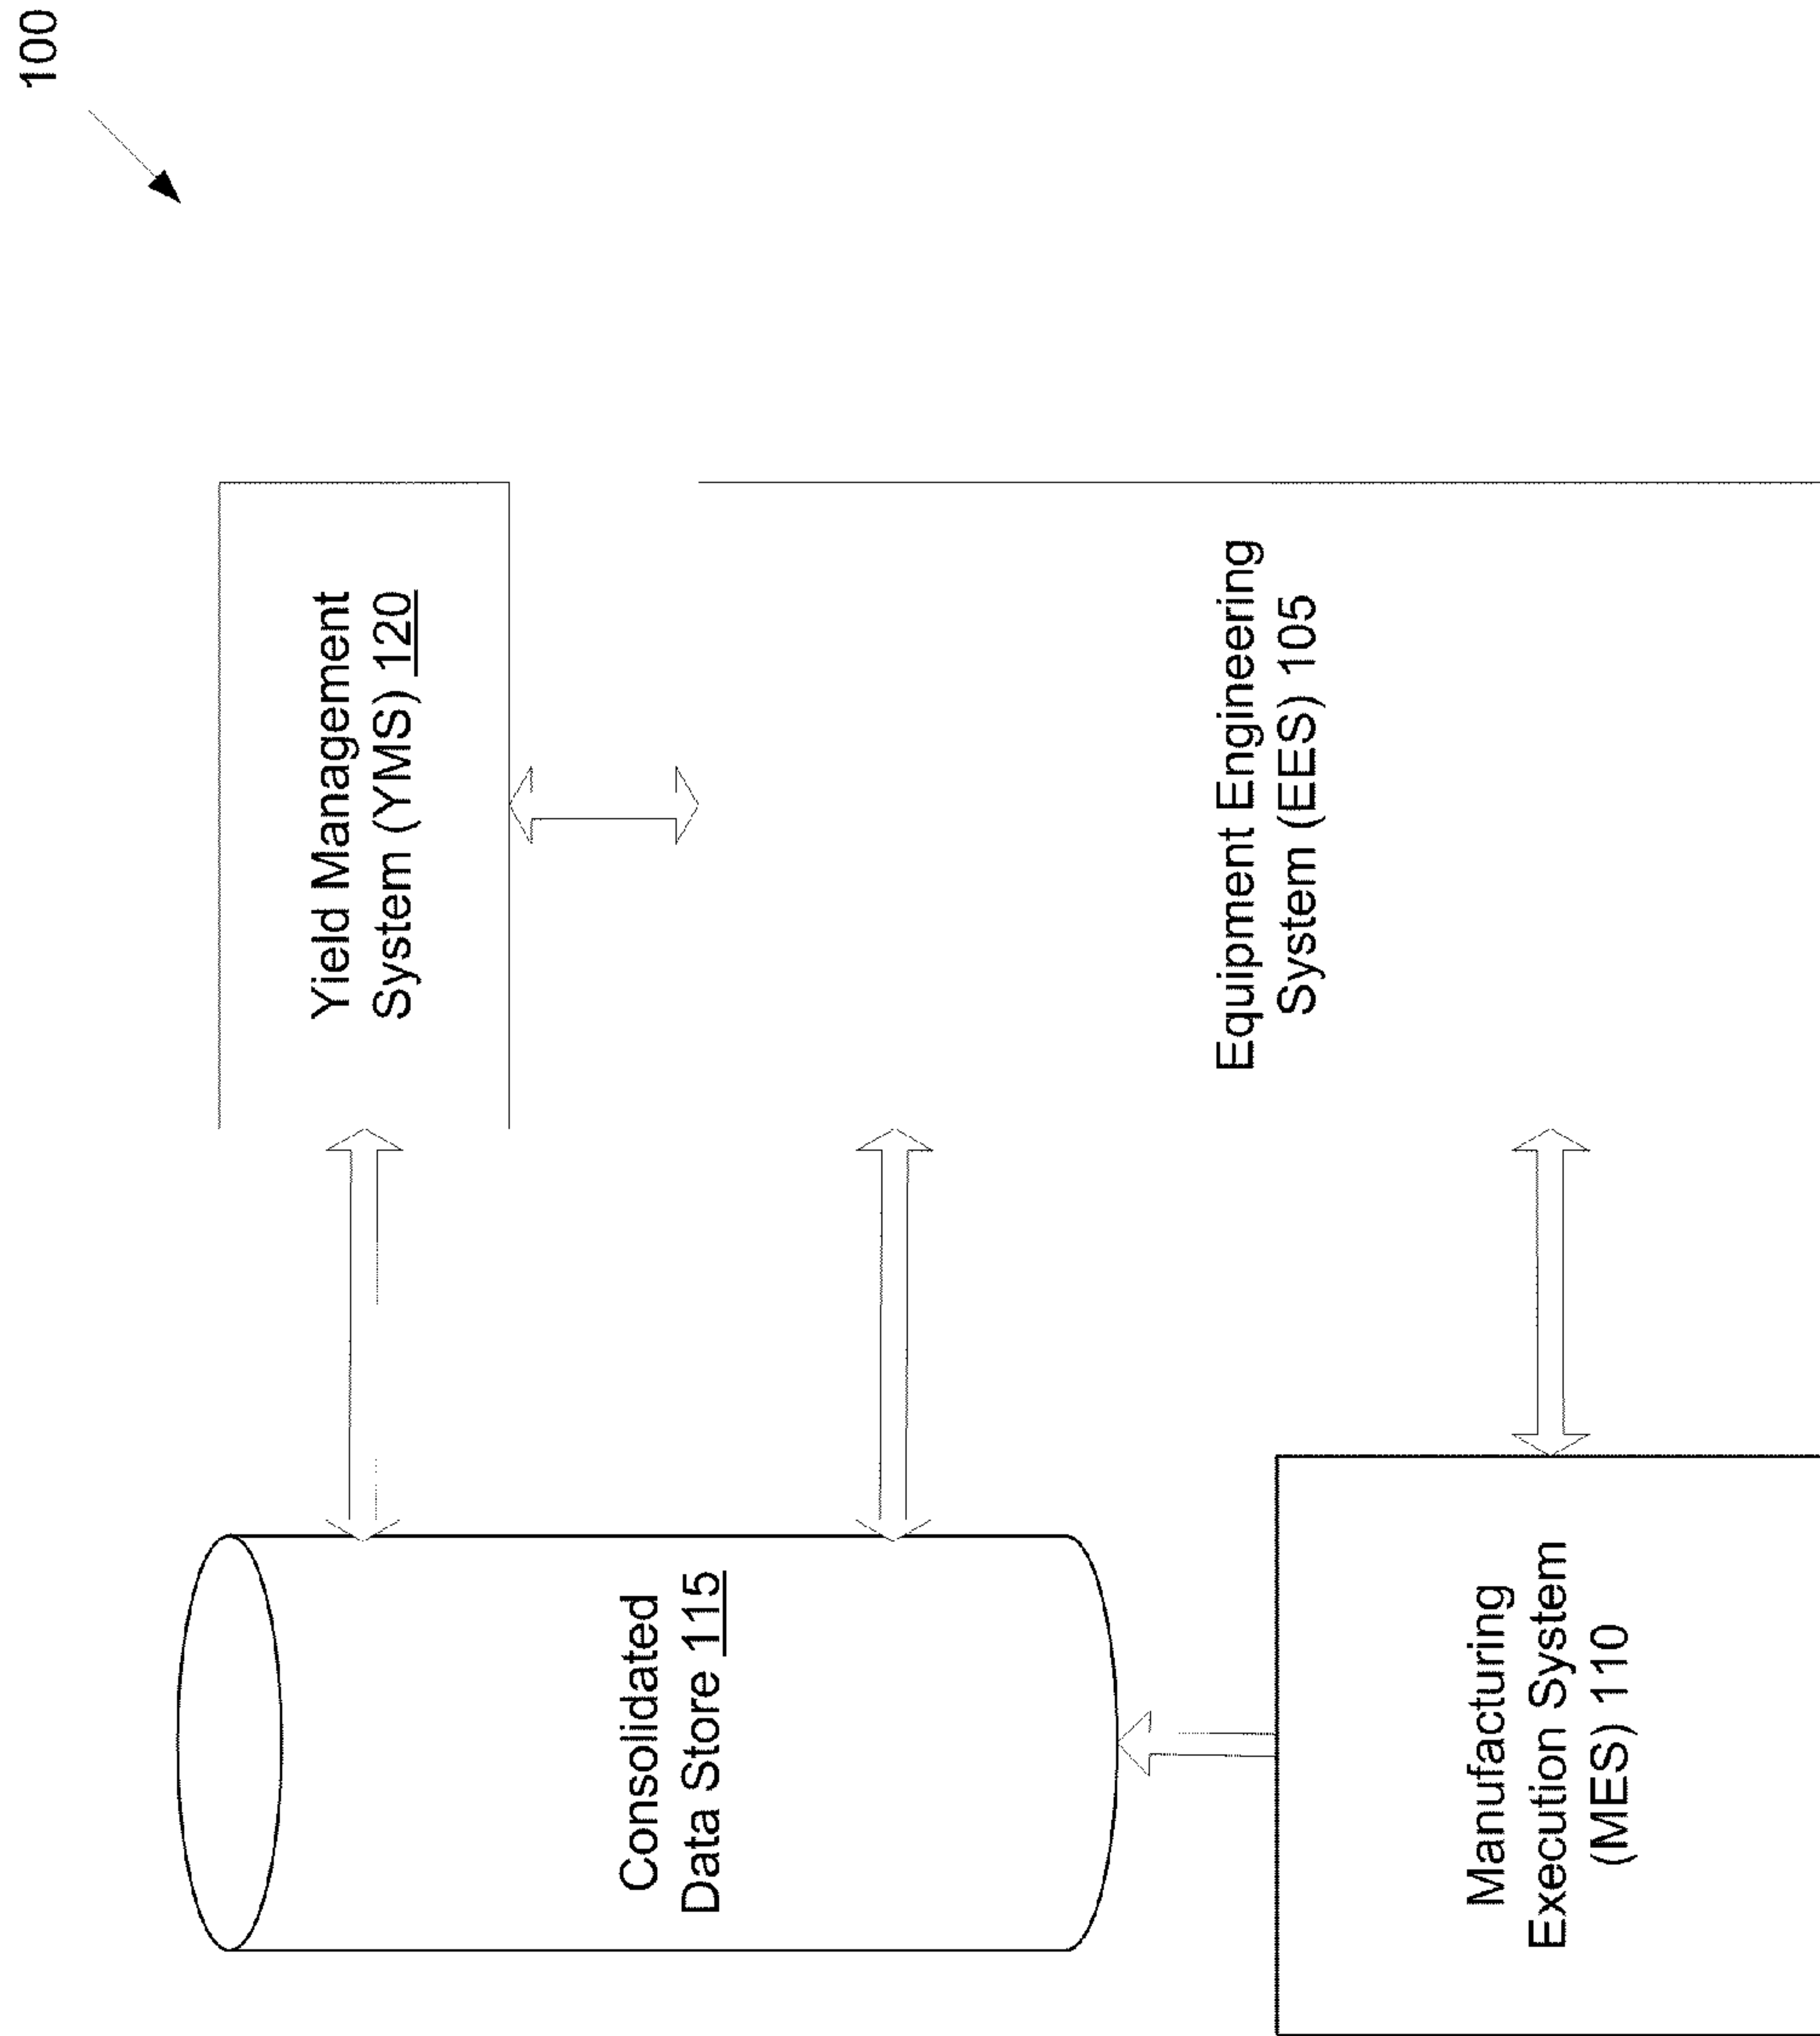 100
Yield Management
System (YMS) 120
Equipment Engineering
System (EES) 105
Consolidated
Data Store 115
Manufacturing
Execution System
(MES) 110